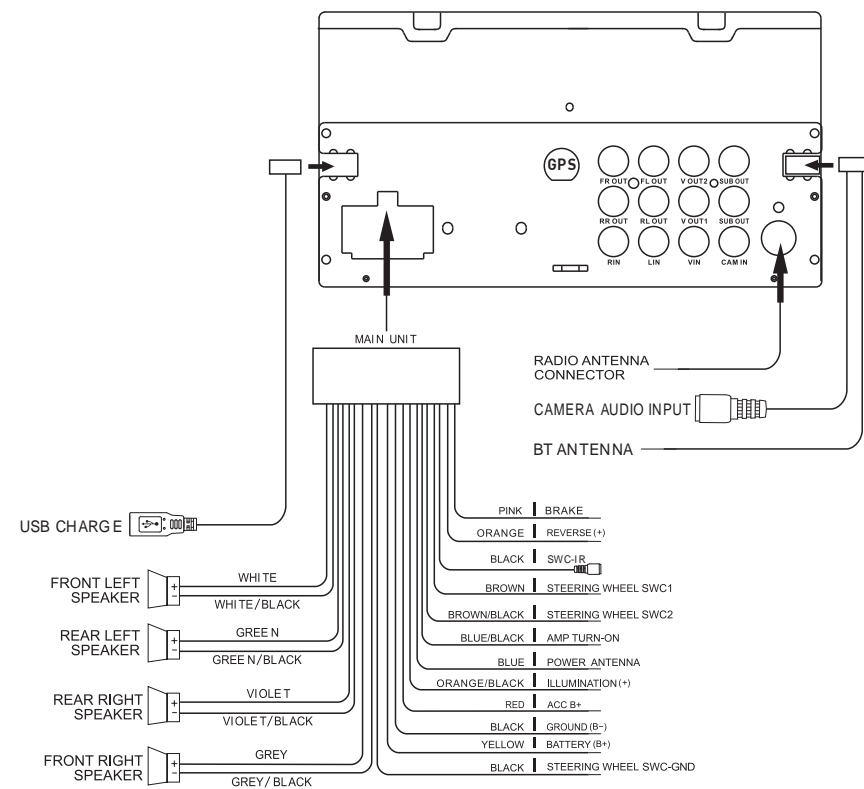 GPS
FR OUT FL OUT V OUT2 SUB OUT
RR OUT RL OUT V OUT1 SUB OUT
RIN LIN VIN CAM IN
MAIN UNIT
RADIO ANTENNA
CONNECTOR
CAMERA AUDIO INPUT
BT ANTENNA
USB CHARGE
PINK BRAKE
ORANGE REVERSE (+)
BLACK SWC-IR
BROWN STEERING WHEEL SWC1
BROWN/BLACK STEERING WHEEL SWC2
BLUE/BLACK AMP TURN-ON
BLUE POWER ANTENNA
ORANGE/BLACK ILLUMINATION (+)
RED ACC B+
BLACK GROUND (B−)
YELLOW BATTERY (B+)
BLACK STEERING WHEEL SWC-GND
FRONT LEFT
SPEAKER
+
−
WHITE
WHITE/BLACK
REAR LEFT
SPEAKER
+
−
GREEN
GREEN/BLACK
REAR RIGHT
SPEAKER
+
−
VIOLET
VIOLET/BLACK
FRONT RIGHT
SPEAKER
+
−
GREY
GREY/BLACK